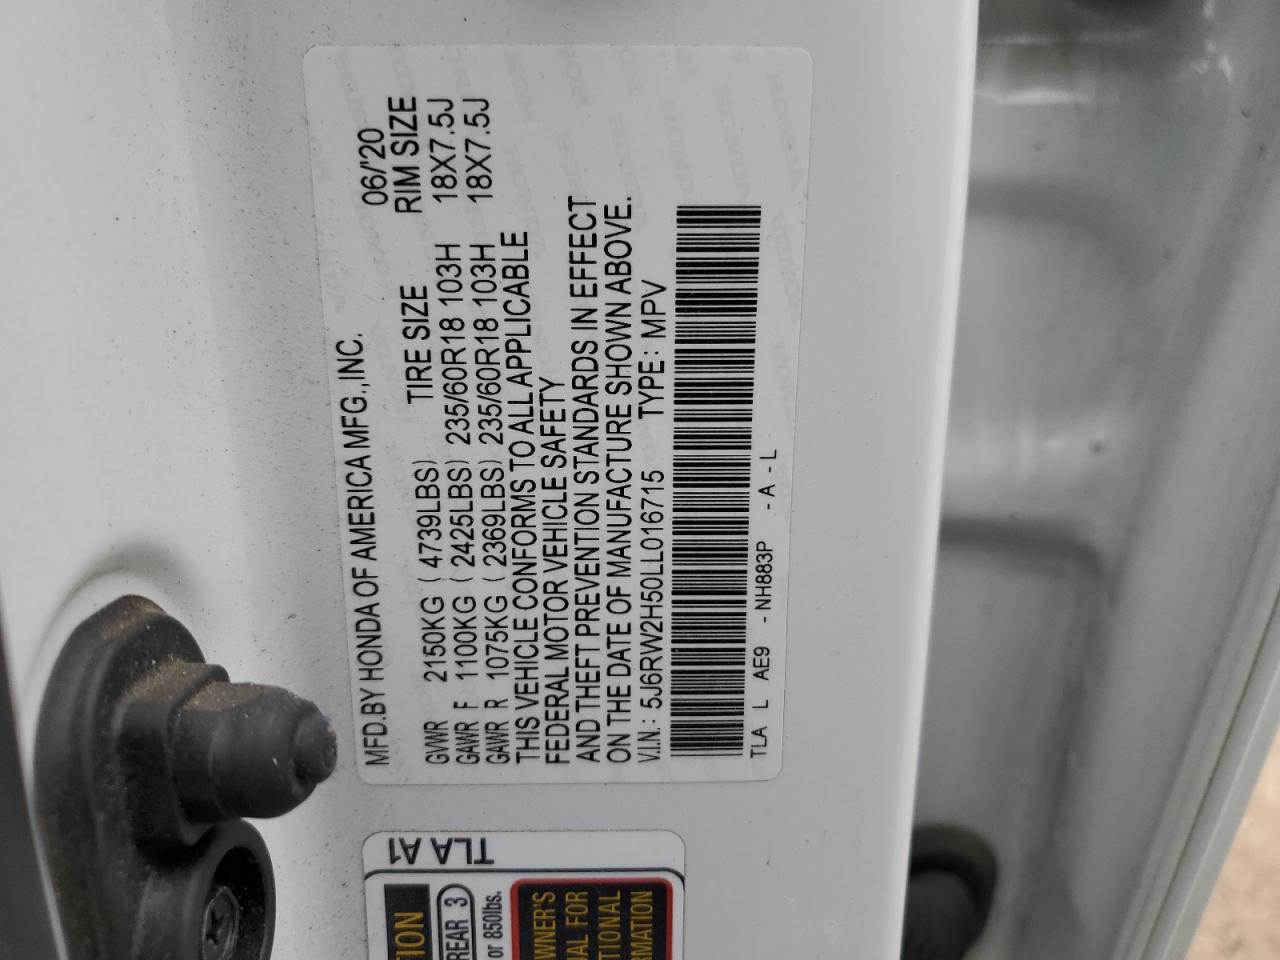 MFD.BY HONDA OF AMERICA MFG.,INC. 06/'20
TIRE SIZE RIM SIZE
GVWR 2150KG ( 4739LBS)
GAWR F 1100KG ( 2425LBS) 235/60R18 103H 18X7.5J
GAWR R 1075KG ( 2369LBS) 235/60R18 103H 18X7.5J
THIS VEHICLE CONFORMS TO ALL APPLICABLE
FEDERAL MOTOR VEHICLE SAFETY
AND THEFT PREVENTION STANDARDS IN EFFECT
ON THE DATE OF MANUFACTURE SHOWN ABOVE.
V.I.N.: 5J6RW2H50LL016715 TYPE: MPV
TLA L AE9 - NH883P - A - L
TLA A1
TION
REAR 3
or 850lbs.
WNER'S
AL FOR
TIONAL
RMATION